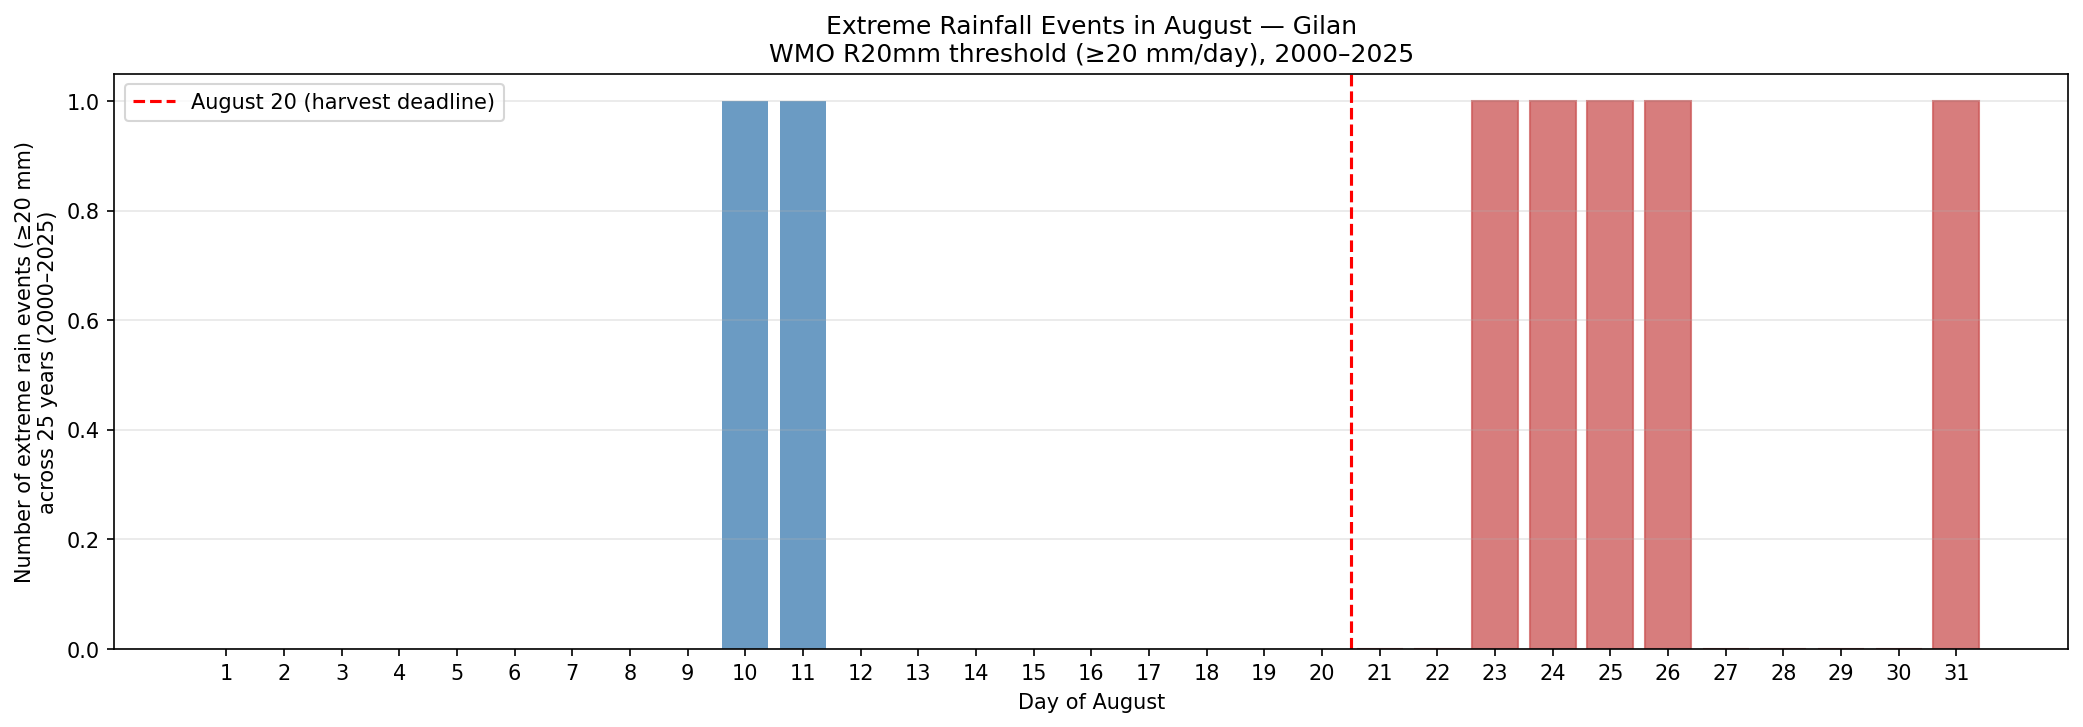 Extreme Rainfall Events in August — Gilan
WMO R20mm threshold (≥20 mm/day), 2000–2025
August 20 (harvest deadline)
Number of extreme rain events (≥20 mm)
across 25 years (2000–2025)
1.0
0.8
0.6
0.4
0.2
0.0
1 2 3 4 5 6 7 8 9 10 11 12 13 14 15 16 17 18 19 20 21 22 23 24 25 26 27 28 29 30 31
Day of August